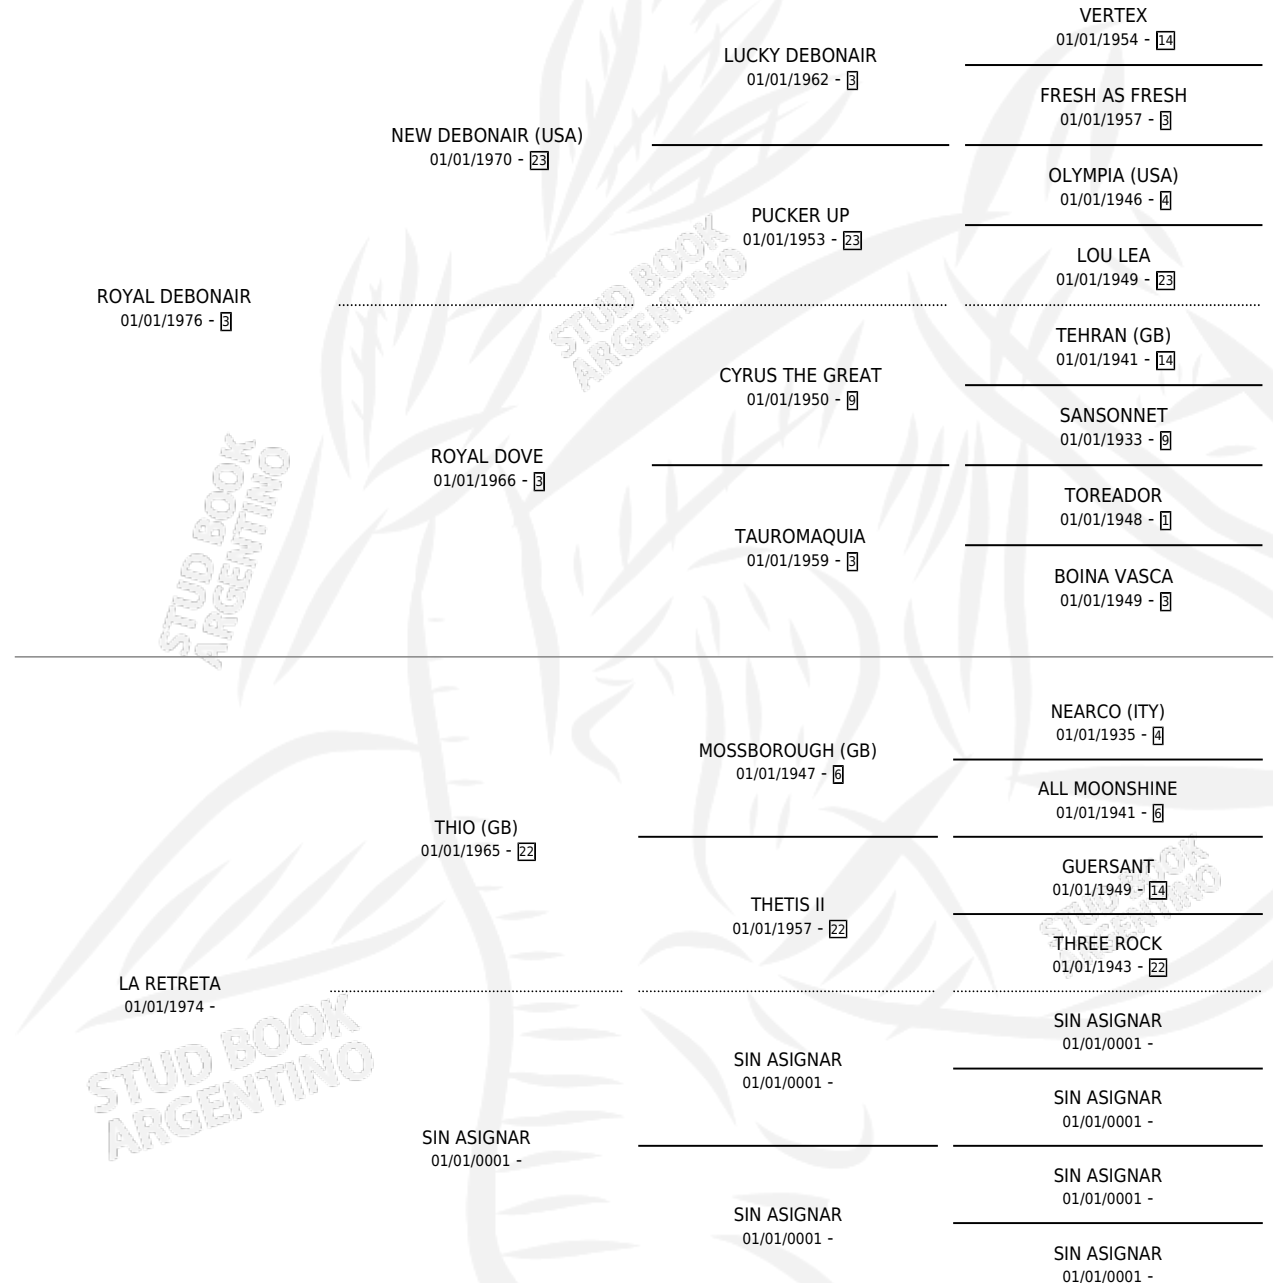 VERTEX
01/01/1954 - 14
LUCKY DEBONAIR
01/01/1962 - 3
FRESH AS FRESH
01/01/1957 - 3
NEW DEBONAIR (USA)
01/01/1970 - 23
OLYMPIA (USA)
01/01/1946 - 4
PUCKER UP
01/01/1953 - 23
LOU LEA
01/01/1949 - 23
ROYAL DEBONAIR
01/01/1976 - 3
TEHRAN (GB)
01/01/1941 - 14
CYRUS THE GREAT
01/01/1950 - 9
SANSONNET
01/01/1933 - 9
ROYAL DOVE
01/01/1966 - 3
TOREADOR
01/01/1948 - 1
TAUROMAQUIA
01/01/1959 - 3
BOINA VASCA
01/01/1949 - 3
NEARCO (ITY)
01/01/1935 - 4
MOSSBOROUGH (GB)
01/01/1947 - 6
ALL MOONSHINE
01/01/1941 - 6
THIO (GB)
01/01/1965 - 22
GUERSANT
01/01/1949 - 14
THETIS II
01/01/1957 - 22
THREE ROCK
01/01/1943 - 22
LA RETRETA
01/01/1974 -
SIN ASIGNAR
01/01/0001 -
SIN ASIGNAR
01/01/0001 -
SIN ASIGNAR
01/01/0001 -
SIN ASIGNAR
01/01/0001 -
SIN ASIGNAR
01/01/0001 -
SIN ASIGNAR
01/01/0001 -
SIN ASIGNAR
01/01/0001 -
STUD BOOK
ARGENTINO
STUD BOOK
ARGENTINO
STUD BOOK
ARGENTINO
STUD BOOK
ARGENTINO